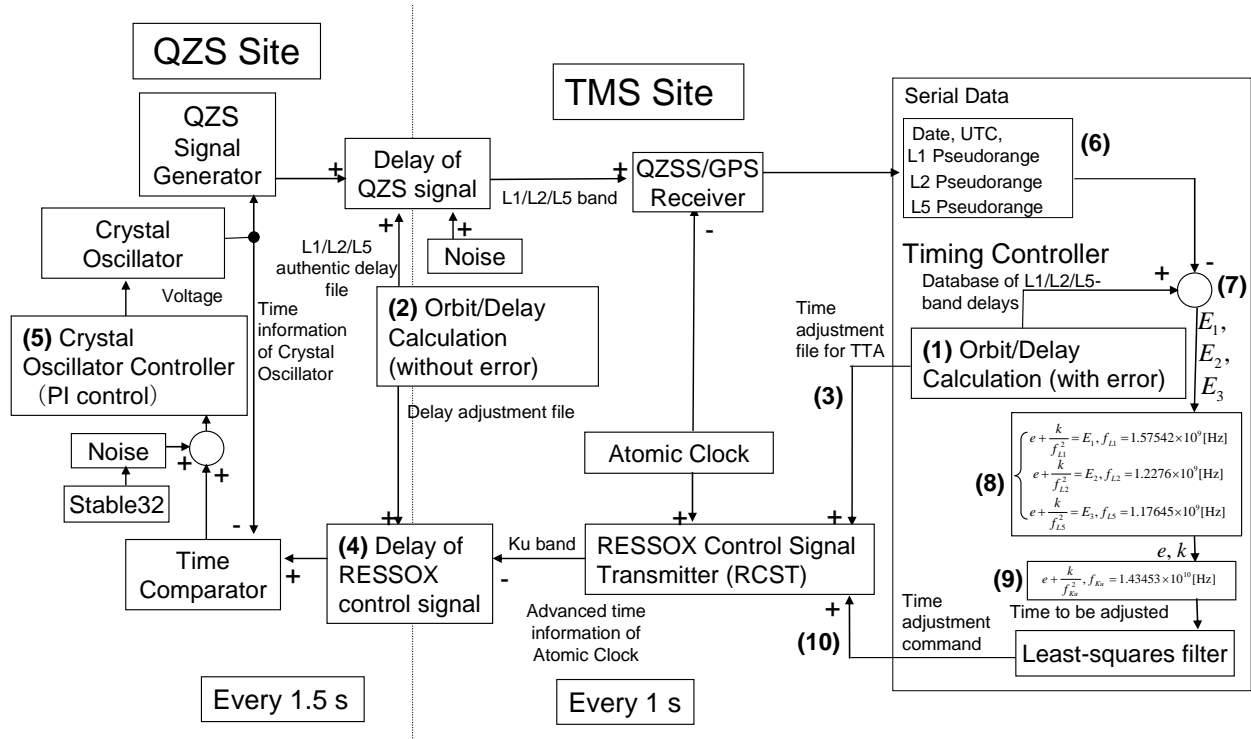 QZS Site
TMS Site
QZS
Signal
Generator
+
Delay of
QZS signal
+
+
L1/L2/L5 band
+
QZSS/GPS
Receiver
-
Noise
L1/L2/L5
authentic delay
file
Crystal
Oscillator
Voltage
Time
information
of Crystal
Oscillator
(5) Crystal
Oscillator Controller
(PI control)
(2) Orbit/Delay
Calculation
(without error)
Delay adjustment file
Noise
+
+
Stable32
-
Time
Comparator
+
+
(4) Delay of
RESSOX
control signal
-
Ku band
Advanced time
information of
Atomic Clock
Atomic Clock
+
+
RESSOX Control Signal
Transmitter (RCST)
+
Every 1.5 s
Every 1 s
Serial Data
Date, UTC,
L1 Pseudorange
L2 Pseudorange
L5 Pseudorange
(6)
Timing Controller
Database of L1/L2/L5-
band delays
+
-
(7)
Time
adjustment
file for TTA
(3)
(1) Orbit/Delay
Calculation (with error)
E1,
E2,
E3
(8)
e + k/f²L1 = E1, fL1 = 1.57542×10⁹[Hz]
e + k/f²L2 = E2, fL2 = 1.2276×10⁹[Hz]
e + k/f²L5 = E3, fL5 = 1.17645×10⁹[Hz]
e, k
(9)
e + k/f²Ku, fKu = 1.43453×10¹⁰[Hz]
Time to be adjusted
Least-squares filter
Time
adjustment
command
(10)